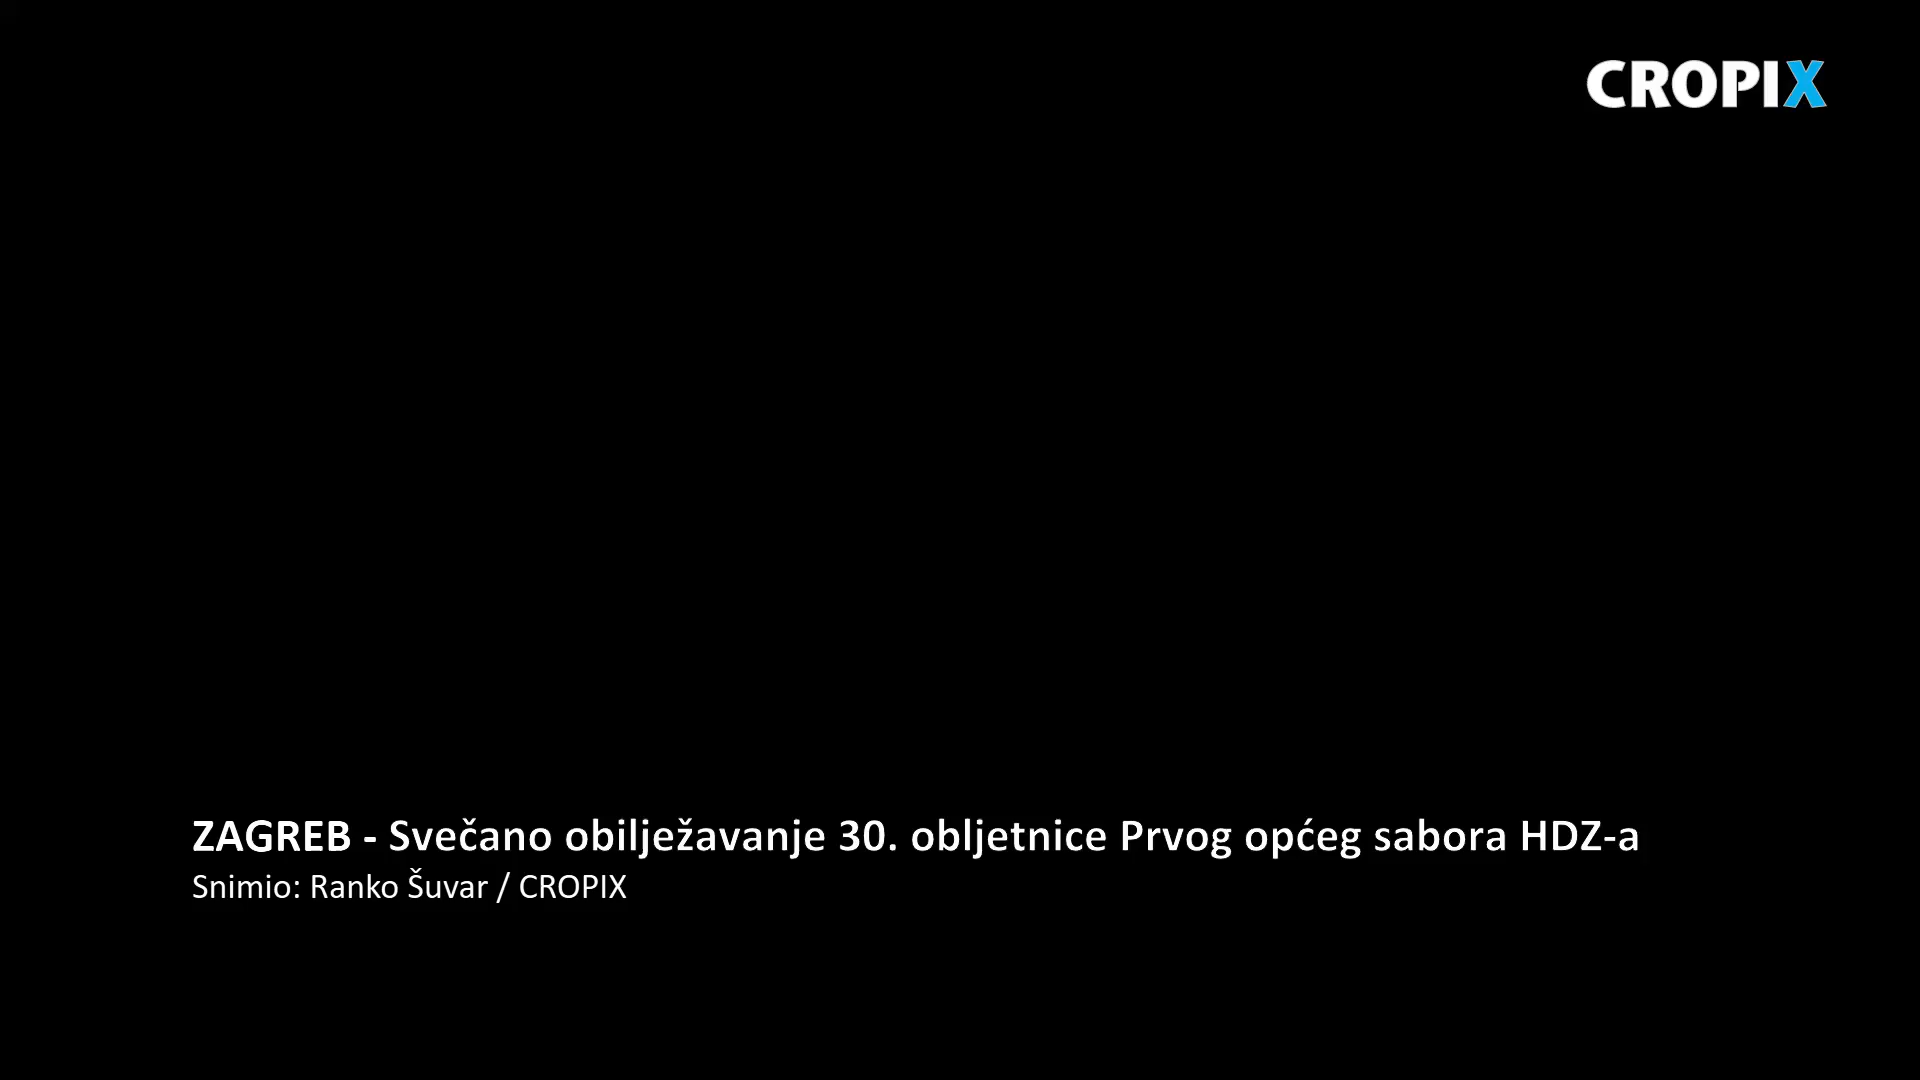 CROPIX
ZAGREB - Svečano obilježavanje 30. obljetnice Prvog općeg sabora HDZ-a
Snimio: Ranko Šuvar / CROPIX